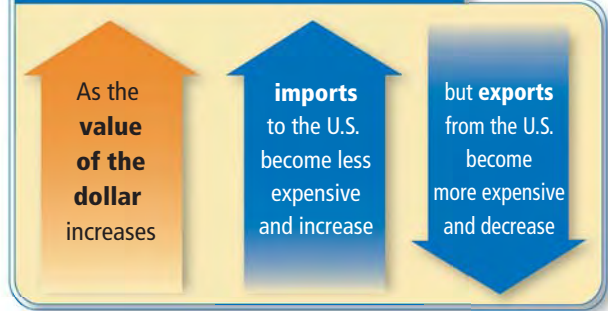 As the
value
of the
dollar
increases
imports
to the U.S.
become less
expensive
and increase
but exports
from the U.S.
become
more expensive
and decrease